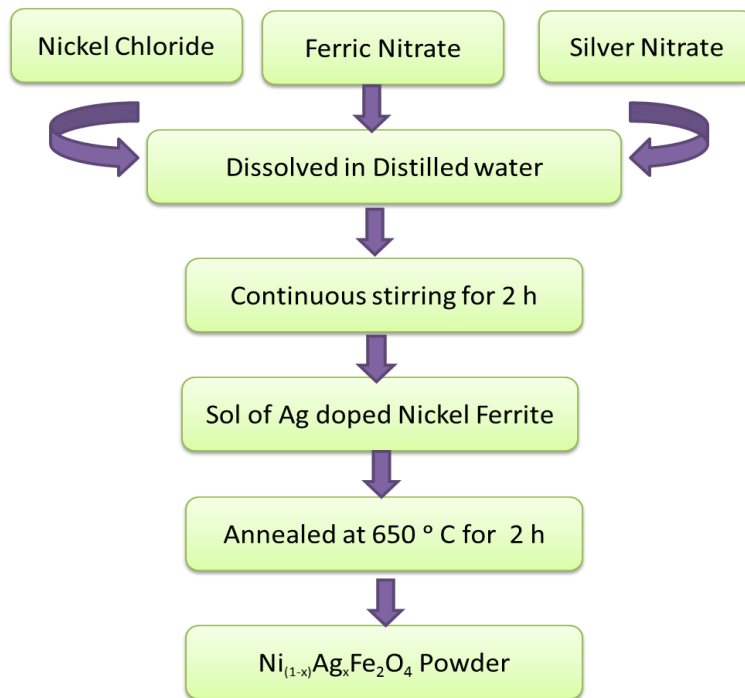 Nickel Chloride
Ferric Nitrate
Silver Nitrate
Dissolved in Distilled water
Continuous stirring for 2 h
Sol of Ag doped Nickel Ferrite
Annealed at 650 ° C for 2 h
Ni₍₁₋ₓ₎AgₓFe₂O₄ Powder